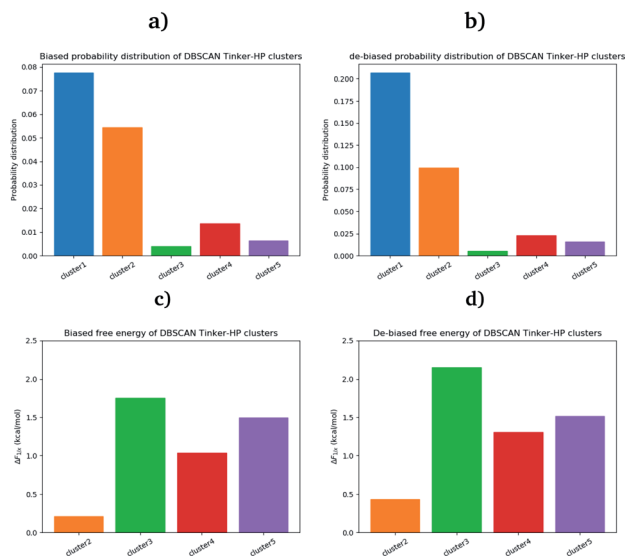 a)
Biased probability distribution of DBSCAN Tinker-HP clusters
Probability distribution
0.08
0.07
0.06
0.05
0.04
0.03
0.02
0.01
0.00
cluster1
cluster2
cluster3
cluster4
cluster5
b)
de-biased probability distribution of DBSCAN Tinker-HP clusters
Probability distribution
0.200
0.175
0.150
0.125
0.100
0.075
0.050
0.025
0.000
cluster1
cluster2
cluster3
cluster4
cluster5
c)
Biased free energy of DBSCAN Tinker-HP clusters
ΔF1/x (kcal/mol)
2.5
2.0
1.5
1.0
0.5
0.0
cluster2
cluster3
cluster4
cluster5
d)
De-biased free energy of DBSCAN Tinker-HP clusters
ΔF1/x (kcal/mol)
2.5
2.0
1.5
1.0
0.5
0.0
cluster2
cluster3
cluster4
cluster5